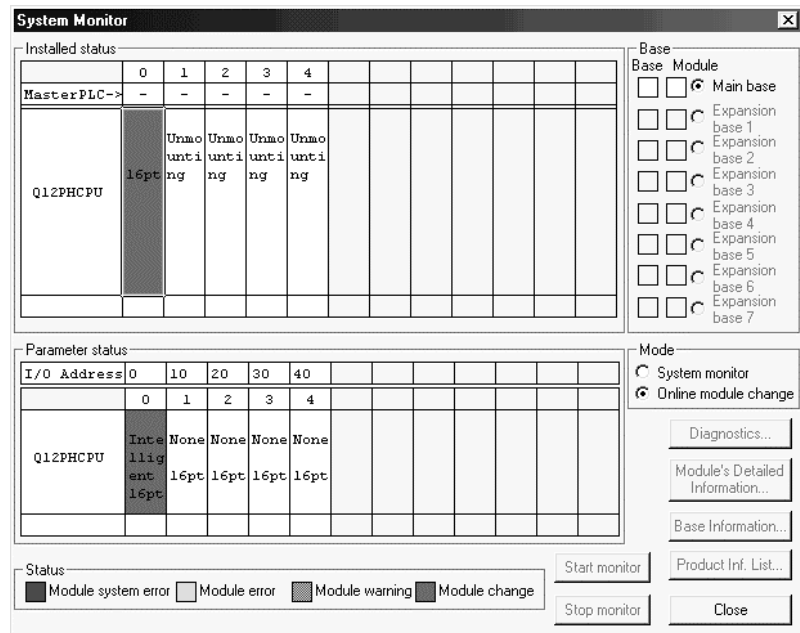 System Monitor
Installed status
0 1 2 3 4
MasterPLC-> - - - - -
Q12PHCPU
16pt
Unmo
unti
ng
Unmo
unti
ng
Unmo
unti
ng
Unmo
unti
ng
Base
Base Module
Main base
Expansion
base 1
Expansion
base 2
Expansion
base 3
Expansion
base 4
Expansion
base 5
Expansion
base 6
Expansion
base 7
Parameter status
I/O Address 0 10 20 30 40
0 1 2 3 4
Q12PHCPU
Inte
llig
ent
16pt
None
16pt
None
16pt
None
16pt
None
16pt
Mode
System monitor
Online module change
Diagnostics...
Module's Detailed
Information...
Base Information...
Product Inf. List...
Status
Module system error Module error Module warning Module change
Start monitor
Stop monitor
Close